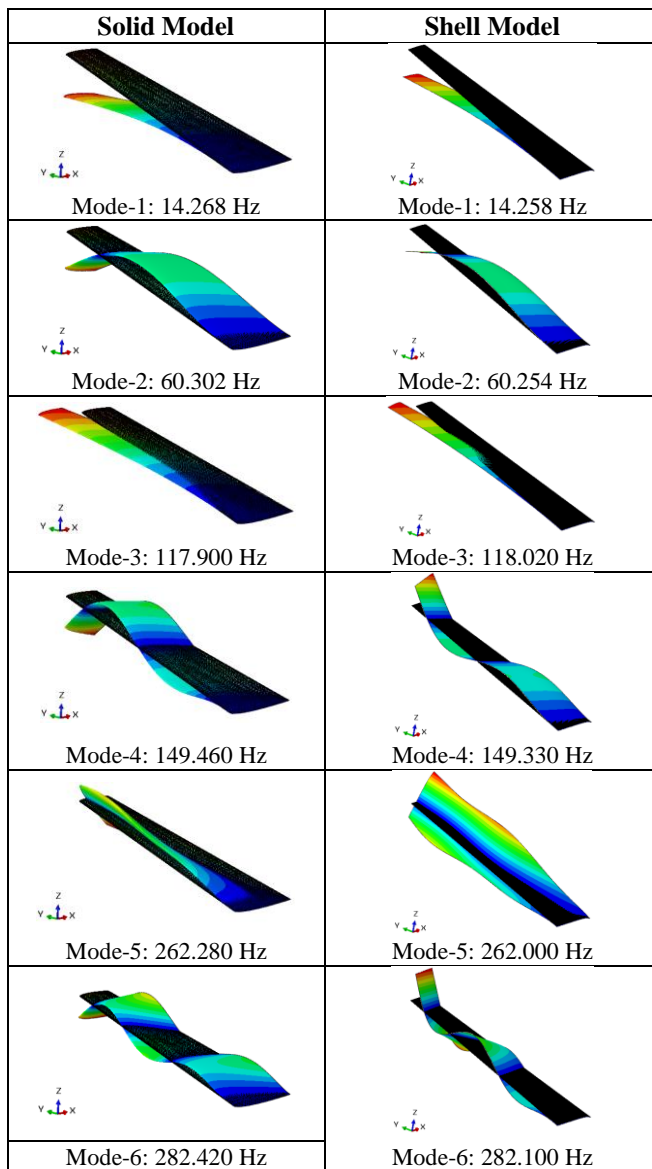 Solid Model
Shell Model
Z
Y X
Mode-1: 14.268 Hz
Z
Y X
Mode-1: 14.258 Hz
Z
Y X
Mode-2: 60.302 Hz
Z
Y X
Mode-2: 60.254 Hz
Z
Y X
Mode-3: 117.900 Hz
Z
Y X
Mode-3: 118.020 Hz
Z
Y X
Mode-4: 149.460 Hz
Z
Y X
Mode-4: 149.330 Hz
Z
Y X
Mode-5: 262.280 Hz
Z
Y X
Mode-5: 262.000 Hz
Z
Y X
Mode-6: 282.420 Hz
Z
Y X
Mode-6: 282.100 Hz